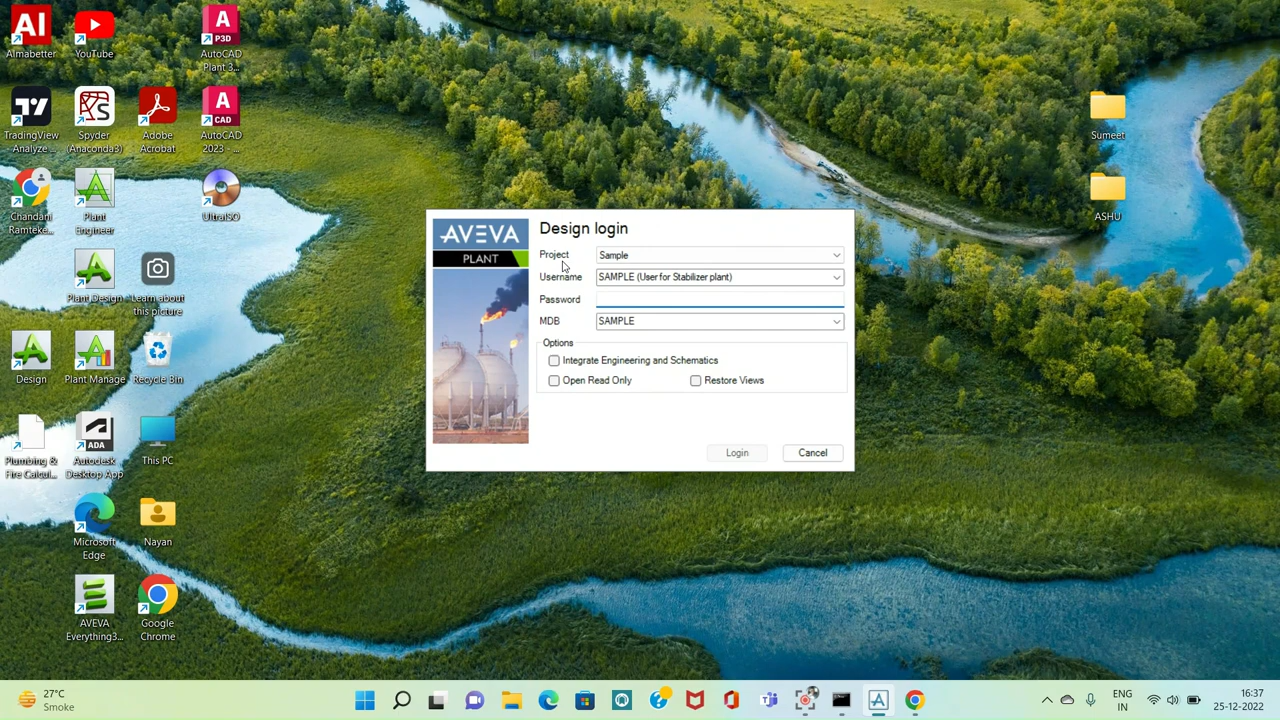 AI
Almabetter
YouTube
A
P3D
AutoCAD
Plant 3...
TradingView
Analyze ...
Spyder
(Anaconda3)
Adobe
Acrobat
A
CAD
AutoCAD
2023 - ...
Chandani
Ramteke...
Plant
Engineer
UltraISO
Plant Design
Learn about
this picture
Design
Plant Manage
Recycle Bin
Plumbing &
Fire Calcul...
ADA
Autodesk
Desktop App
This PC
Microsoft
Edge
Nayan
AVEVA
Everything3...
Google
Chrome
Sumeet
ASHU
AVEVA
PLANT
Design login
Project
Sample
Username
SAMPLE (User for Stabilizer plant)
Password
MDB
SAMPLE
Options
Integrate Engineering and Schematics
Open Read Only
Restore Views
Login
Cancel
27°C
Smoke
ENG
IN
16:37
25-12-2022